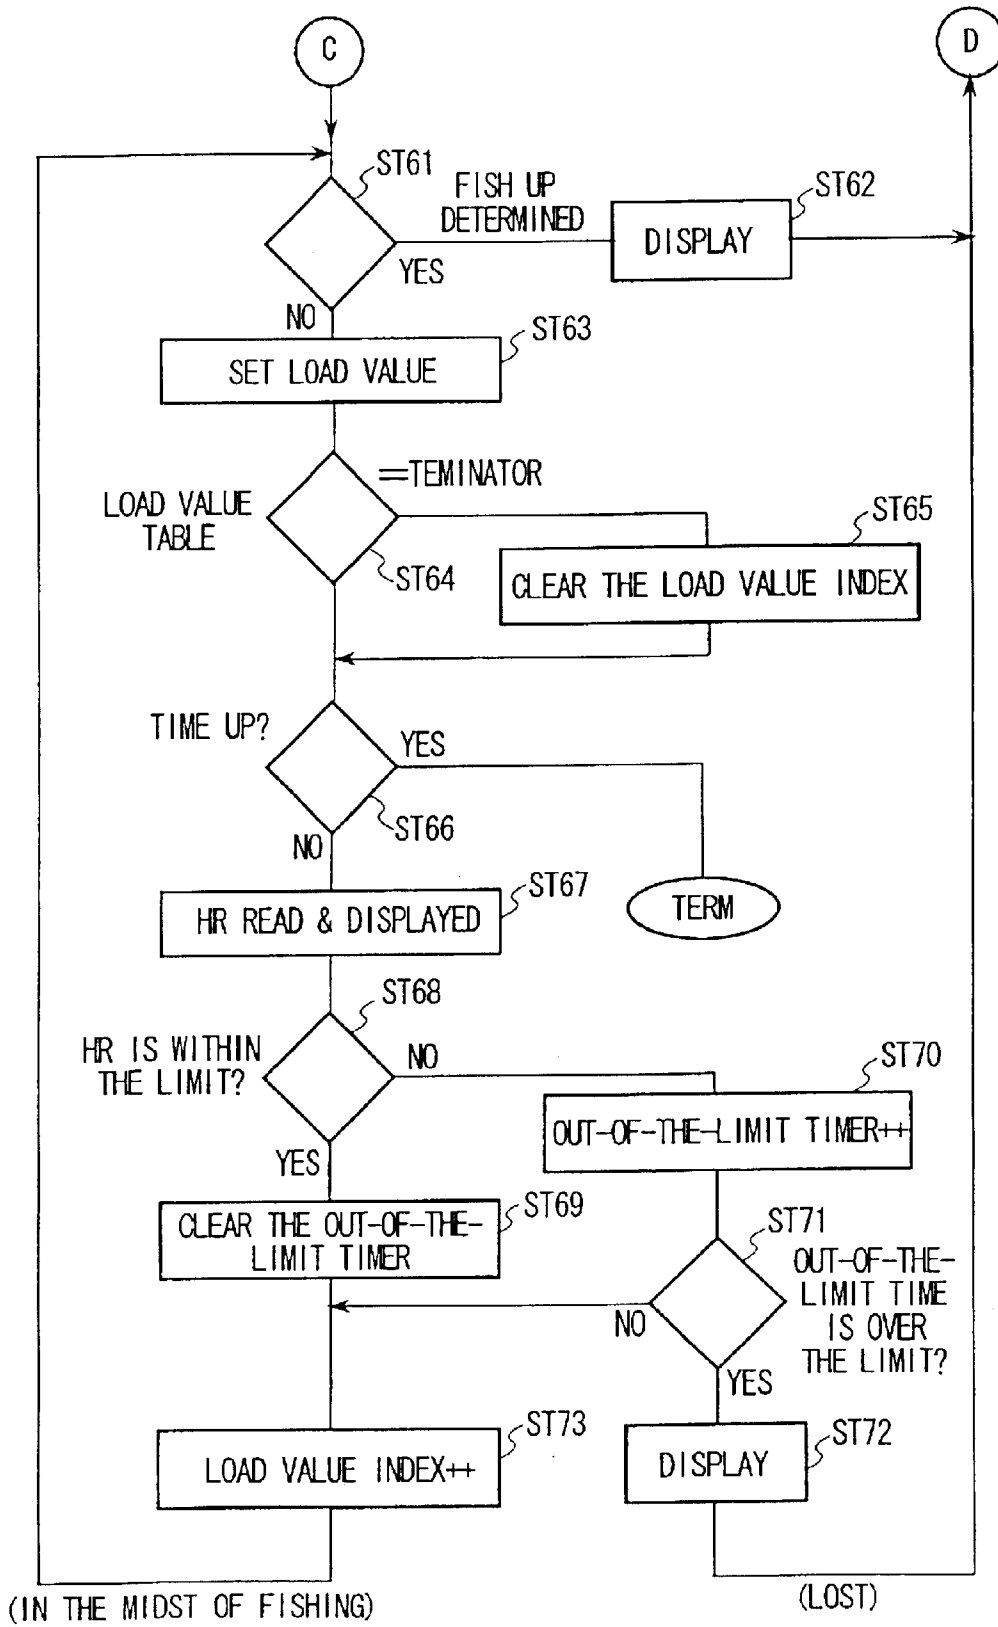 C
D
ST61
FISH UP
DETERMINED
YES
ST62
DISPLAY
NO
ST63
SET LOAD VALUE
=TEMINATOR
LOAD VALUE
TABLE
ST64
ST65
CLEAR THE LOAD VALUE INDEX
TIME UP?
YES
ST66
NO
TERM
ST67
HR READ & DISPLAYED
ST68
HR IS WITHIN
THE LIMIT?
NO
YES
ST70
OUT-OF-THE-LIMIT TIMER++
ST69
CLEAR THE OUT-OF-THE-
LIMIT TIMER
ST71
OUT-OF-THE-
LIMIT TIME
IS OVER
THE LIMIT?
NO
YES
ST73
LOAD VALUE INDEX++
ST72
DISPLAY
(IN THE MIDST OF FISHING)
(LOST)